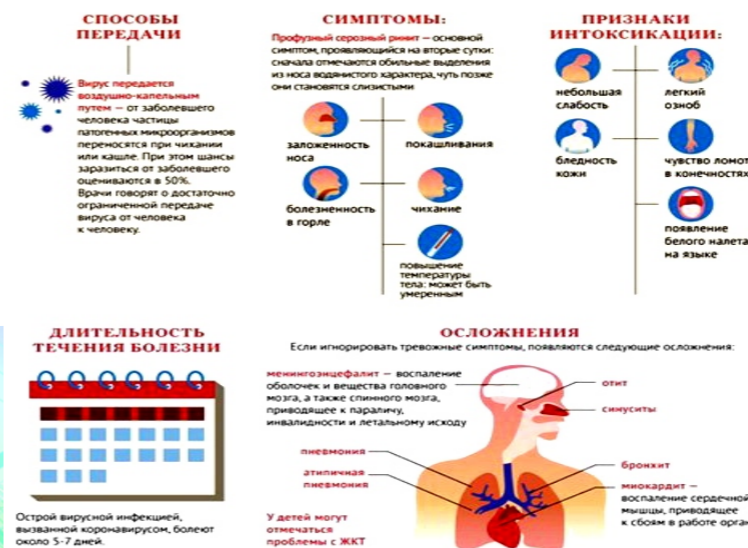 СПОСОБЫ
ПЕРЕДАЧИ
Вирус передается
воздушно-капельным
путем — от заболевшего
человека частицы
патогенных микроорганизмов
переносятся при чихании
или кашле. При этом шансы
заразиться от заболевшего
оцениваются в 50%.
Врачи говорят о достаточно
ограниченной передаче
вируса от человека
к человеку.
СИМПТОМЫ:
Профузный серозный ринит — основной
симптом, проявляющийся на вторые сутки:
сначала отмечаются обильные выделения
из носа водянистого характера, чуть позже
они становятся слизистыми
заложенность
носа
покашливания
болезненность
в горле
чихание
повышение
температуры
тела: может быть
умеренным
ПРИЗНАКИ
ИНТОКСИКАЦИИ:
небольшая
слабость
легкий
озноб
бледность
кожи
чувство ломот
в конечностях
появление
белого налета
на языке
ДЛИТЕЛЬНОСТЬ
ТЕЧЕНИЯ БОЛЕЗНИ
Острой вирусной инфекцией,
вызванной коронавирусом, болеют
около 5-7 дней.
ОСЛОЖНЕНИЯ
Если игнорировать тревожные симптомы, появляются следующие осложнения:
менингоэнцефалит — воспаление
оболочек и вещества головного
мозга, а также спинного мозга,
приводящее к параличу,
инвалидности и летальному исходу
отит
синуситы
пневмония
атипичная
пневмония
бронхит
миокардит —
воспаление сердечной
мышцы, приводящее
к сбоям в работе орга
У детей могут
отмечаться
проблемы с ЖКТ